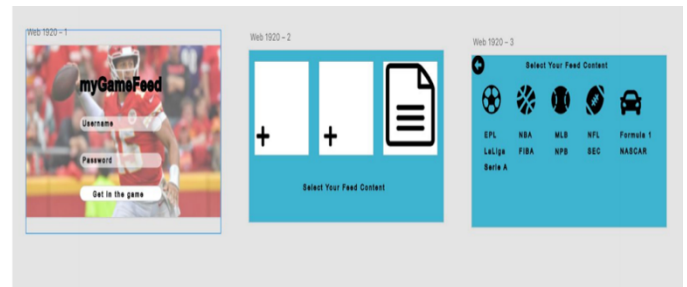 Web 1920 – 1
myGameFeed
Username
Password
Get in the game
Web 1920 – 2
+
+
Select Your Feed Content
Web 1920 – 3
Select Your Feed Content
EPL NBA MLB NFL Formula 1
LaLiga FIBA NPB SEC NASCAR
Serie A